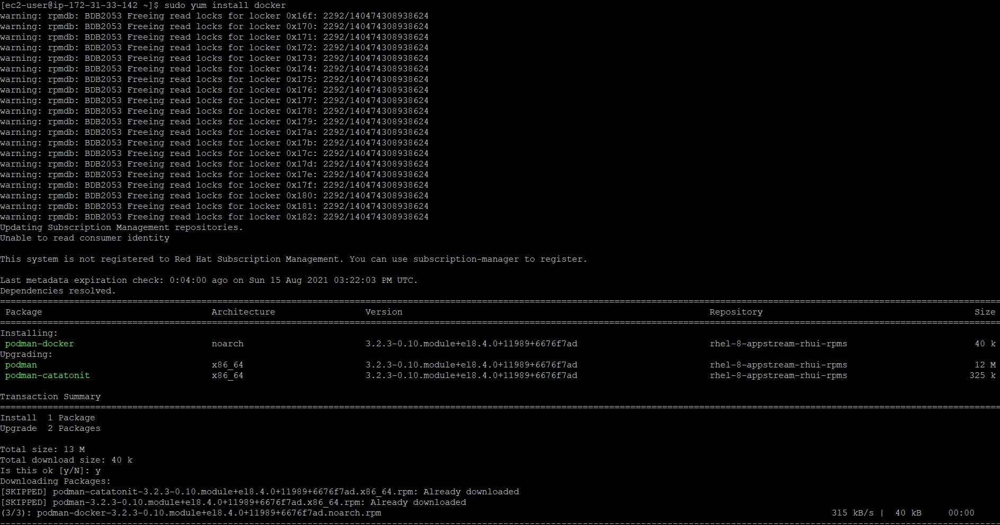 [ec2-user@ip-172-31-33-142 ~]$ sudo yum install docker
warning: rpmdb: BDB2053 Freeing read locks for locker 0x16f: 2292/140474308938624
warning: rpmdb: BDB2053 Freeing read locks for locker 0x170: 2292/140474308938624
warning: rpmdb: BDB2053 Freeing read locks for locker 0x171: 2292/140474308938624
warning: rpmdb: BDB2053 Freeing read locks for locker 0x172: 2292/140474308938624
warning: rpmdb: BDB2053 Freeing read locks for locker 0x173: 2292/140474308938624
warning: rpmdb: BDB2053 Freeing read locks for locker 0x174: 2292/140474308938624
warning: rpmdb: BDB2053 Freeing read locks for locker 0x175: 2292/140474308938624
warning: rpmdb: BDB2053 Freeing read locks for locker 0x176: 2292/140474308938624
warning: rpmdb: BDB2053 Freeing read locks for locker 0x177: 2292/140474308938624
warning: rpmdb: BDB2053 Freeing read locks for locker 0x178: 2292/140474308938624
warning: rpmdb: BDB2053 Freeing read locks for locker 0x179: 2292/140474308938624
warning: rpmdb: BDB2053 Freeing read locks for locker 0x17a: 2292/140474308938624
warning: rpmdb: BDB2053 Freeing read locks for locker 0x17b: 2292/140474308938624
warning: rpmdb: BDB2053 Freeing read locks for locker 0x17c: 2292/140474308938624
warning: rpmdb: BDB2053 Freeing read locks for locker 0x17d: 2292/140474308938624
warning: rpmdb: BDB2053 Freeing read locks for locker 0x17e: 2292/140474308938624
warning: rpmdb: BDB2053 Freeing read locks for locker 0x17f: 2292/140474308938624
warning: rpmdb: BDB2053 Freeing read locks for locker 0x180: 2292/140474308938624
warning: rpmdb: BDB2053 Freeing read locks for locker 0x181: 2292/140474308938624
warning: rpmdb: BDB2053 Freeing read locks for locker 0x182: 2292/140474308938624
Updating Subscription Management repositories.
Unable to read consumer identity
This system is not registered to Red Hat Subscription Management. You can use subscription-manager to register.
Last metadata expiration check: 0:04:00 ago on Sun 15 Aug 2021 03:22:03 PM UTC.
Dependencies resolved.
Package Architecture Version Repository Size
Installing:
podman-docker noarch 3.2.3-0.10.module+el8.4.0+11989+6676f7ad rhel-8-appstream-rhui-rpms 40 k
Upgrading:
podman x86_64 3.2.3-0.10.module+el8.4.0+11989+6676f7ad rhel-8-appstream-rhui-rpms 12 M
podman-catatonit x86_64 3.2.3-0.10.module+el8.4.0+11989+6676f7ad rhel-8-appstream-rhui-rpms 325 k
Transaction Summary
Install 1 Package
Upgrade 2 Packages
Total size: 13 M
Total download size: 40 k
Is this ok [y/N]: y
Downloading Packages:
[SKIPPED] podman-catatonit-3.2.3-0.10.module+el8.4.0+11989+6676f7ad.x86_64.rpm: Already downloaded
[SKIPPED] podman-3.2.3-0.10.module+el8.4.0+11989+6676f7ad.x86_64.rpm: Already downloaded
(3/3): podman-docker-3.2.3-0.10.module+el8.4.0+11989+6676f7ad.noarch.rpm 315 kB/s | 40 kB 00:00